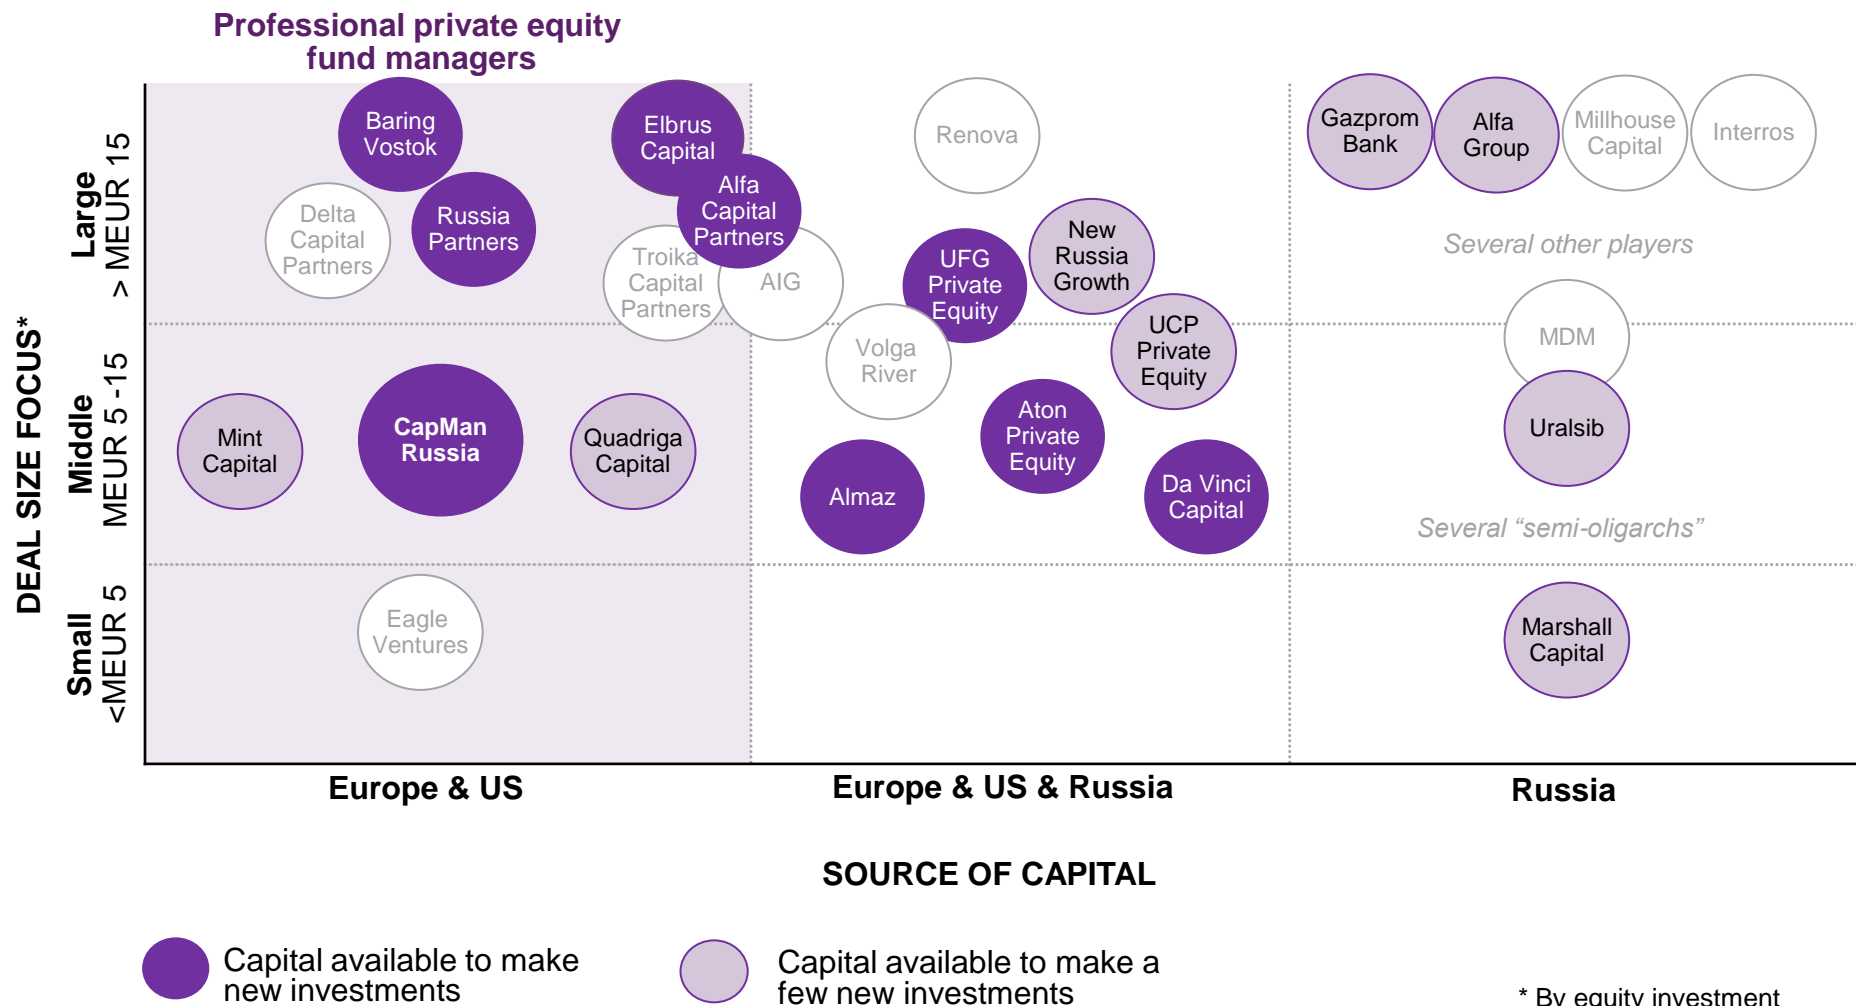 Professional private equity
fund managers
DEAL SIZE FOCUS*
Large
> MEUR 15
Middle
MEUR 5 -15
Small
<MEUR 5
Baring
Vostok
Elbrus
Capital
Alfa
Capital
Partners
Delta
Capital
Partners
Russia
Partners
Troika
Capital
Partners
AIG
Renova
UFG
Private
Equity
New
Russia
Growth
Gazprom
Bank
Alfa
Group
Millhouse
Capital
Interros
Several other players
Mint
Capital
CapMan
Russia
Quadriga
Capital
Volga
River
UCP
Private
Equity
Almaz
Aton
Private
Equity
Da Vinci
Capital
MDM
Uralsib
Several “semi-oligarchs”
Eagle
Ventures
Marshall
Capital
Europe & US
Europe & US & Russia
Russia
SOURCE OF CAPITAL
Capital available to make
new investments
Capital available to make a
few new investments
* By equity investment